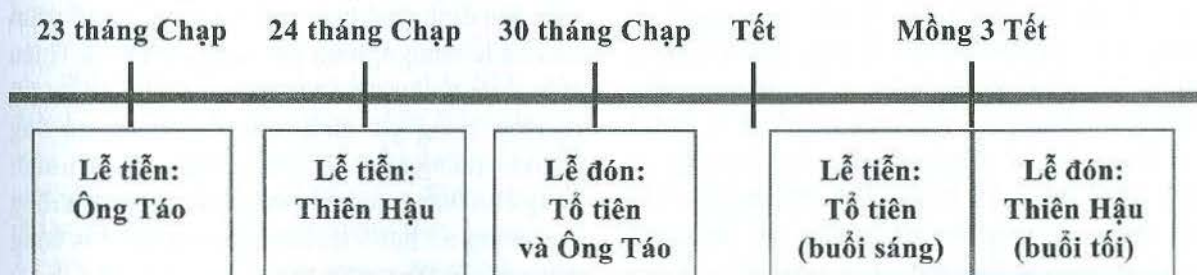 23 tháng Chạp 24 tháng Chạp 30 tháng Chạp Tết Mồng 3 Tết
Lễ tiễn:
Ông Táo
Lễ tiễn:
Thiên Hậu
Lễ đón:
Tổ tiên
và Ông Táo
Lễ tiễn:
Tổ tiên
(buổi sáng)
Lễ đón:
Thiên Hậu
(buổi tối)